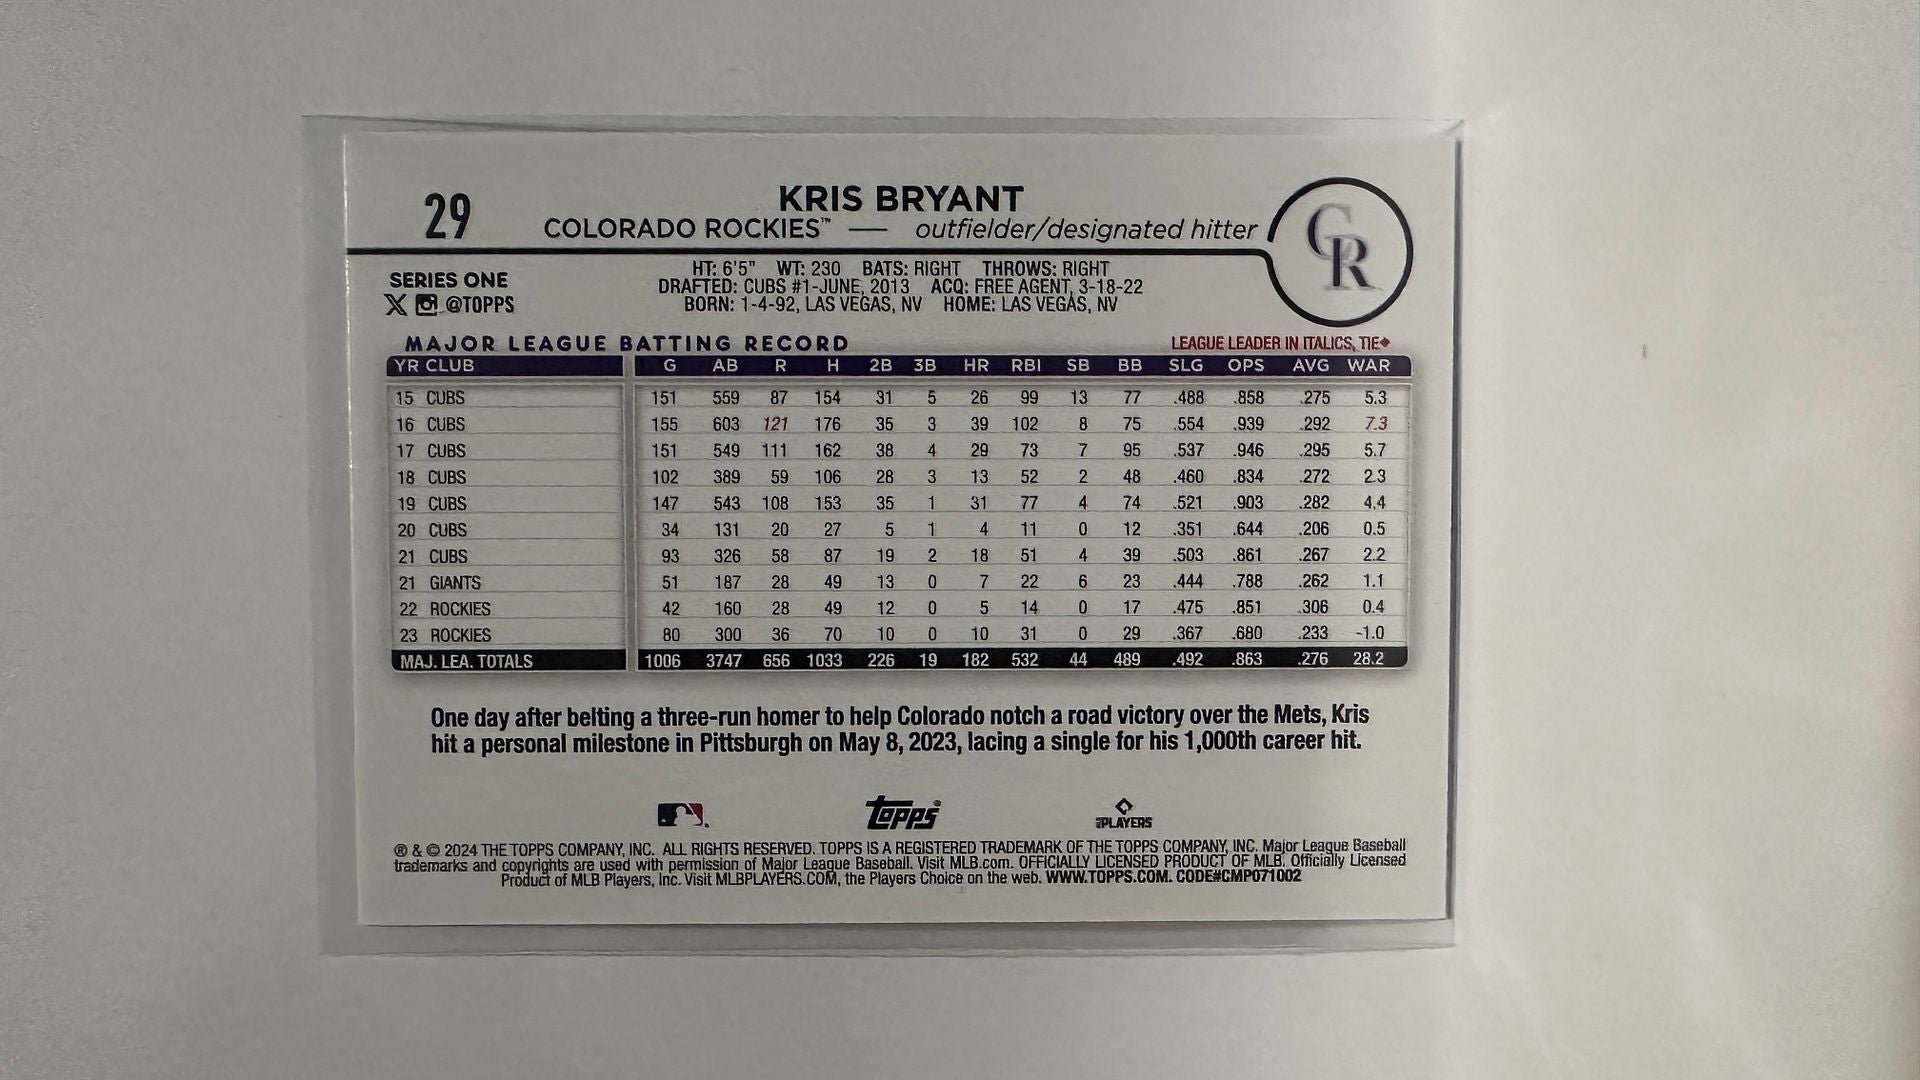 29
KRIS BRYANT
COLORADO ROCKIES™ — outfielder/designated hitter
CR
SERIES ONE
@TOPPS
HT: 6'5" WT: 230 BATS: RIGHT THROWS: RIGHT
DRAFTED: CUBS #1-JUNE, 2013 ACQ: FREE AGENT, 3-18-22
BORN: 1-4-92, LAS VEGAS, NV HOME: LAS VEGAS, NV
MAJOR LEAGUE BATTING RECORD LEAGUE LEADER IN ITALICS, TIE♦
YR CLUB G AB R H 2B 3B HR RBI SB BB SLG OPS AVG WAR
15 CUBS 151 559 87 154 31 5 26 99 13 77 .488 .858 .275 5.3
16 CUBS 155 603 121 176 35 3 39 102 8 75 .554 .939 .292 7.3
17 CUBS 151 549 111 162 38 4 29 73 7 95 .537 .946 .295 5.7
18 CUBS 102 389 59 106 28 3 13 52 2 48 .460 .834 .272 2.3
19 CUBS 147 543 108 153 35 1 31 77 4 74 .521 .903 .282 4.4
20 CUBS 34 131 20 27 5 1 4 11 0 12 .351 .644 .206 0.5
21 CUBS 93 326 58 87 19 2 18 51 4 39 .503 .861 .267 2.2
21 GIANTS 51 187 28 49 13 0 7 22 6 23 .444 .788 .262 1.1
22 ROCKIES 42 160 28 49 12 0 5 14 0 17 .475 .851 .306 0.4
23 ROCKIES 80 300 36 70 10 0 10 31 0 29 .367 .680 .233 -1.0
MAJ. LEA. TOTALS 1006 3747 656 1033 226 19 182 532 44 489 .492 .863 .276 28.2
One day after belting a three-run homer to help Colorado notch a road victory over the Mets, Kris
hit a personal milestone in Pittsburgh on May 8, 2023, lacing a single for his 1,000th career hit.
Topps®
PLAYERS
® & © 2024 THE TOPPS COMPANY, INC. ALL RIGHTS RESERVED. TOPPS IS A REGISTERED TRADEMARK OF THE TOPPS COMPANY, INC. Major League Baseball
trademarks and copyrights are used with permission of Major League Baseball. Visit MLB.com. OFFICIALLY LICENSED PRODUCT OF MLB. Officially Licensed
Product of MLB Players, Inc. Visit MLBPLAYERS.COM, the Players Choice on the web. WWW.TOPPS.COM. CODE#CMP071002